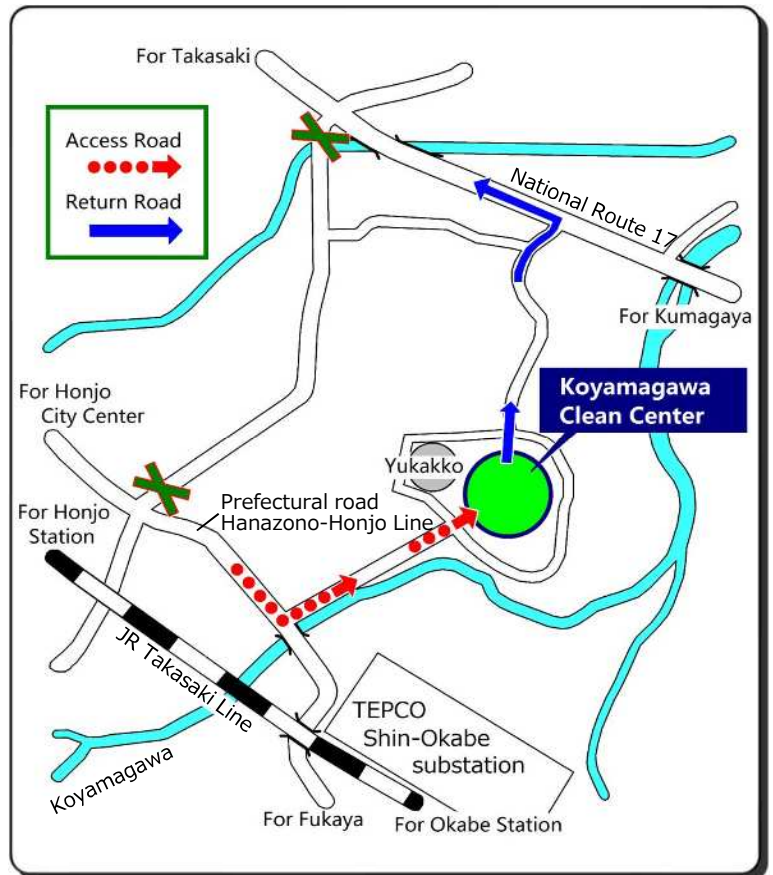 For Takasaki
Access Road
Return Road
National Route 17
For Kumagaya
For Honjo
City Center
Koyamagawa
Clean Center
Yukakko
For Honjo
Station
Prefectural road
Hanazono-Honjo Line
JR Takasaki Line
TEPCO
Shin-Okabe
substation
Koyamagawa
For Fukaya
For Okabe Station